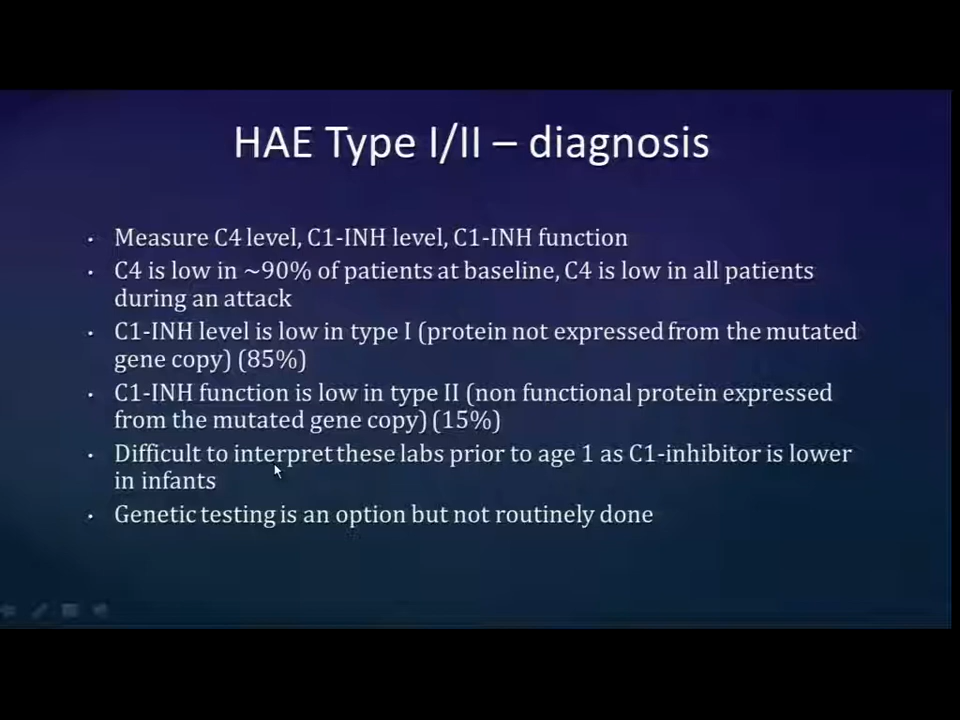 HAE Type I/II – diagnosis
• Measure C4 level, C1-INH level, C1-INH function
• C4 is low in ~90% of patients at baseline, C4 is low in all patients
during an attack
• C1-INH level is low in type I (protein not expressed from the mutated
gene copy) (85%)
• C1-INH function is low in type II (non functional protein expressed
from the mutated gene copy) (15%)
• Difficult to interpret these labs prior to age 1 as C1-inhibitor is lower
in infants
• Genetic testing is an option but not routinely done